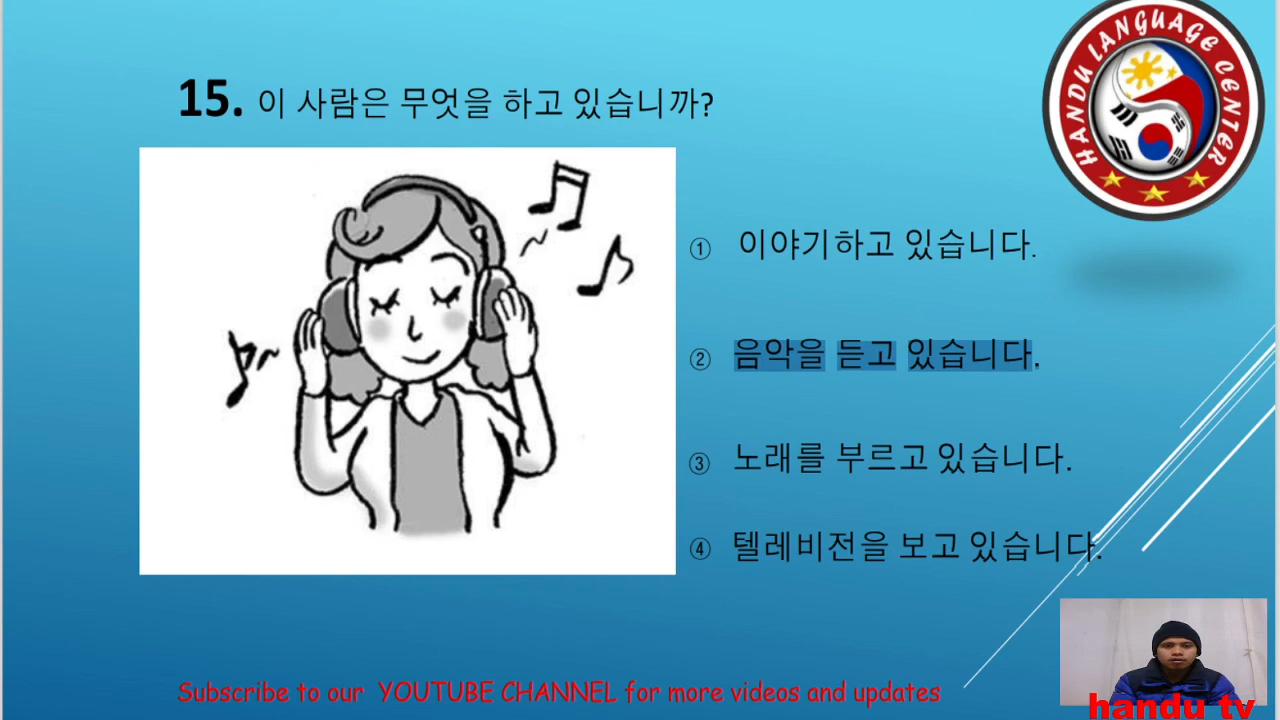 HANDU LANGUAGE CENTER
15. 이 사람은 무엇을 하고 있습니까?
① 이야기하고 있습니다.
② 음악을 듣고 있습니다.
③ 노래를 부르고 있습니다.
④ 텔레비전을 보고 있습니다.
Subscribe to our YOUTUBE CHANNEL for more videos and updates
handu tv